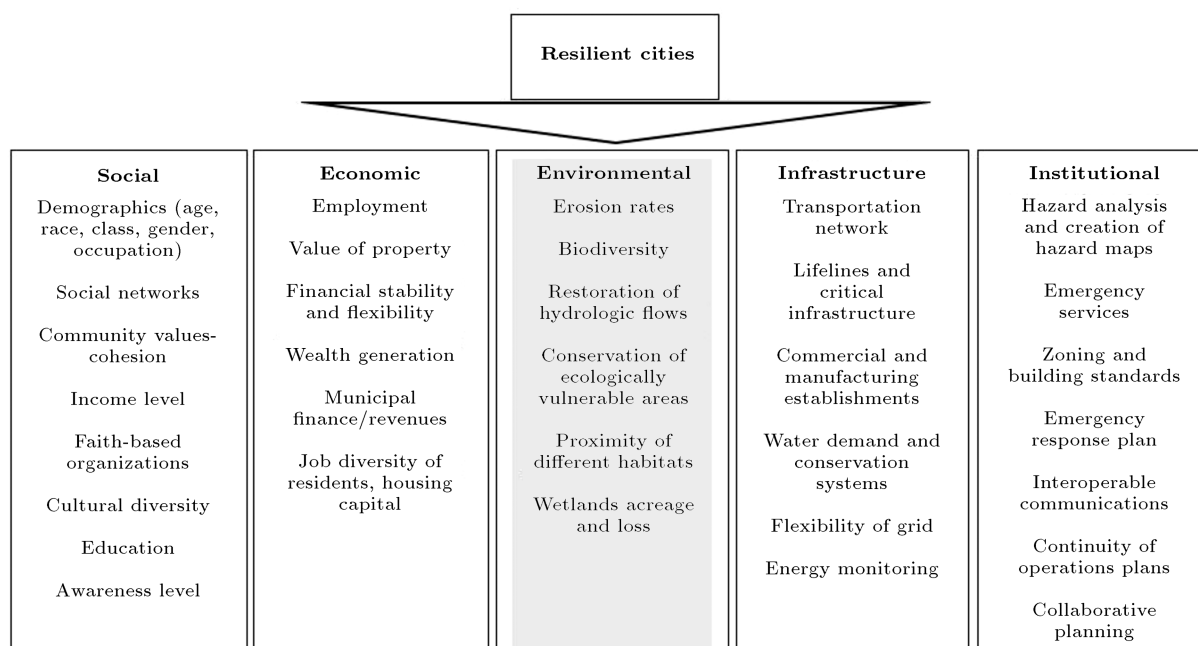 Resilient cities
Social
Demographics (age,
race, class, gender,
occupation)
Social networks
Community values-
cohesion
Income level
Faith-based
organizations
Cultural diversity
Education
Awareness level
Economic
Employment
Value of property
Financial stability
and flexibility
Wealth generation
Municipal
finance/revenues
Job diversity of
residents, housing
capital
Environmental
Erosion rates
Biodiversity
Restoration of
hydrologic flows
Conservation of
ecologically
vulnerable areas
Proximity of
different habitats
Wetlands acreage
and loss
Infrastructure
Transportation
network
Lifelines and
critical
infrastructure
Commercial and
manufacturing
establishments
Water demand and
conservation
systems
Flexibility of grid
Energy monitoring
Institutional
Hazard analysis
and creation of
hazard maps
Emergency
services
Zoning and
building standards
Emergency
response plan
Interoperable
communications
Continuity of
operations plans
Collaborative
planning